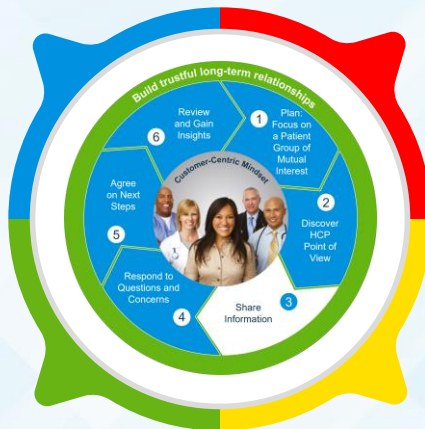 Build trustful long-term relationships
Customer-Centric Mindset
1
Plan:
Focus on
a Patient
Group of
Mutual
Interest
2
Discover
HCP
Point of
View
3
Share
Information
4
Respond to
Questions and
Concerns
5
Agree
on Next
Steps
6
Review
and Gain
Insights